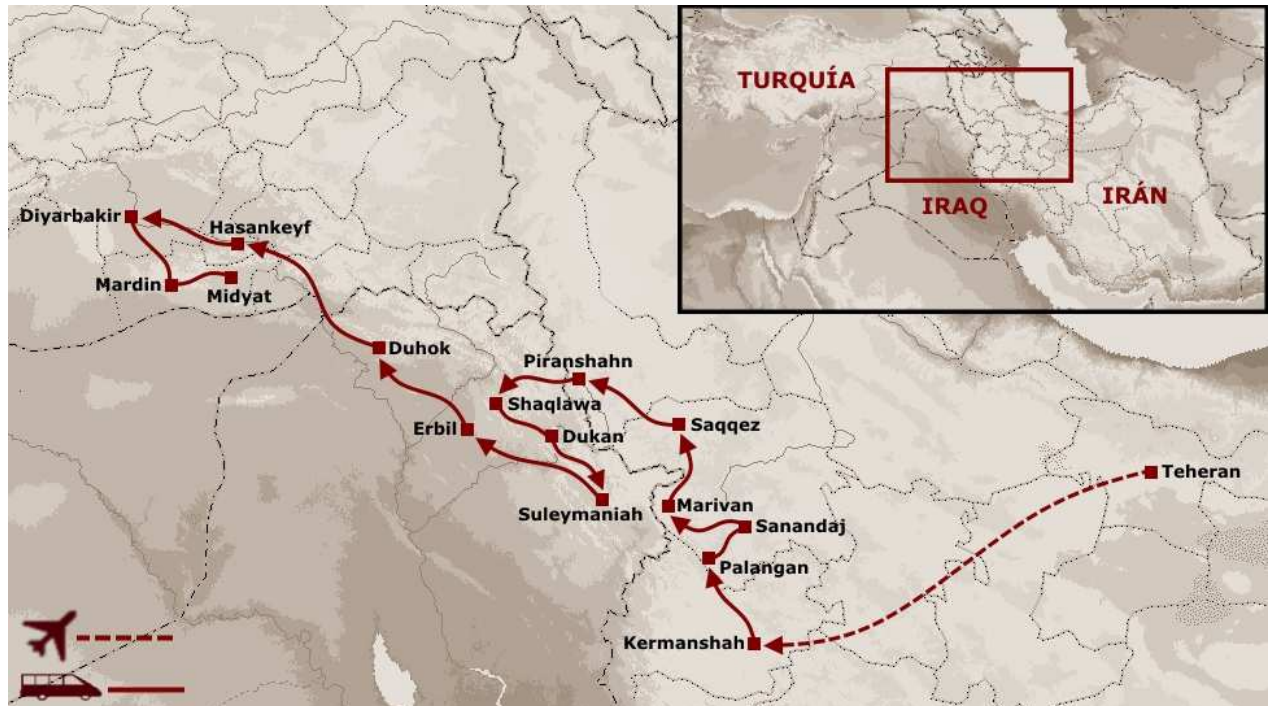 TURQUÍA
IRAQ
IRÁN
Diyarbakir
Hasankeyf
Mardin
Midyat
Duhok
Piranshahn
Shaqlawa
Erbil
Dukan
Saqqez
Teheran
Suleymaniah
Marivan
Sanandaj
Palangan
Kermanshah